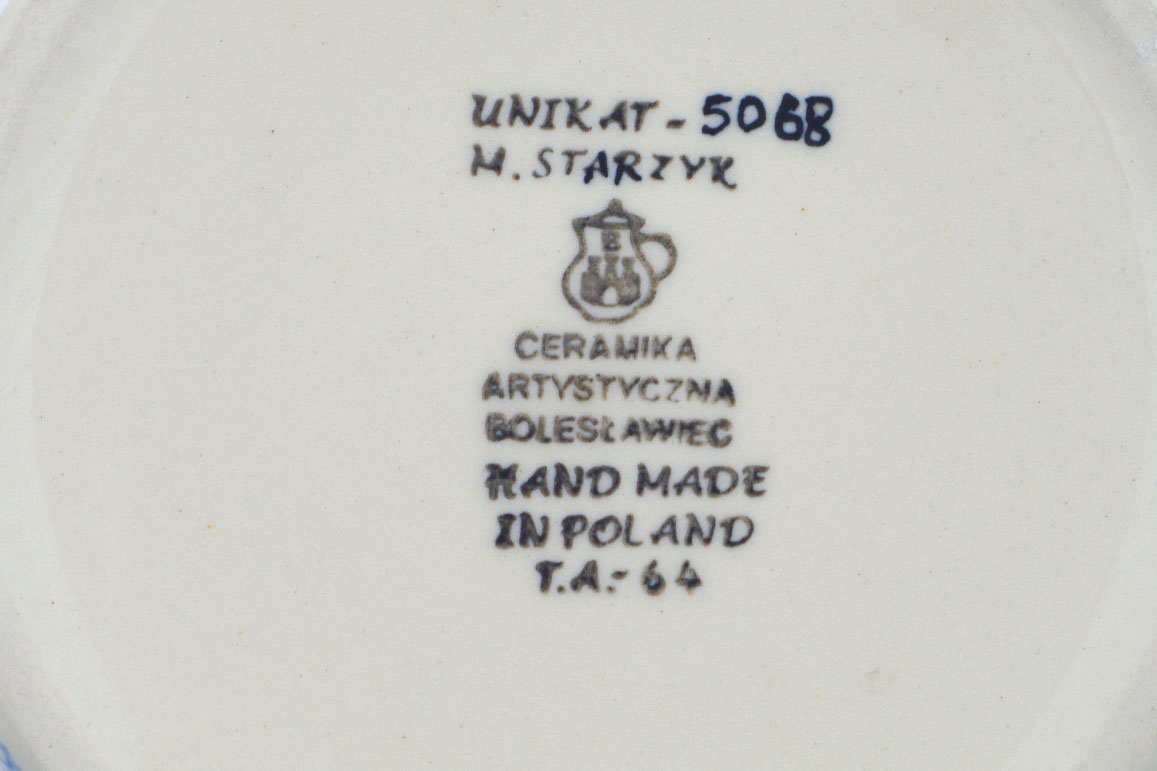 UNIKAT - 5068
M. STARZYK
B
CERAMIKA
ARTYSTYCZNA
BOLESŁAWIEC
HAND MADE
IN POLAND
T.A.- 64